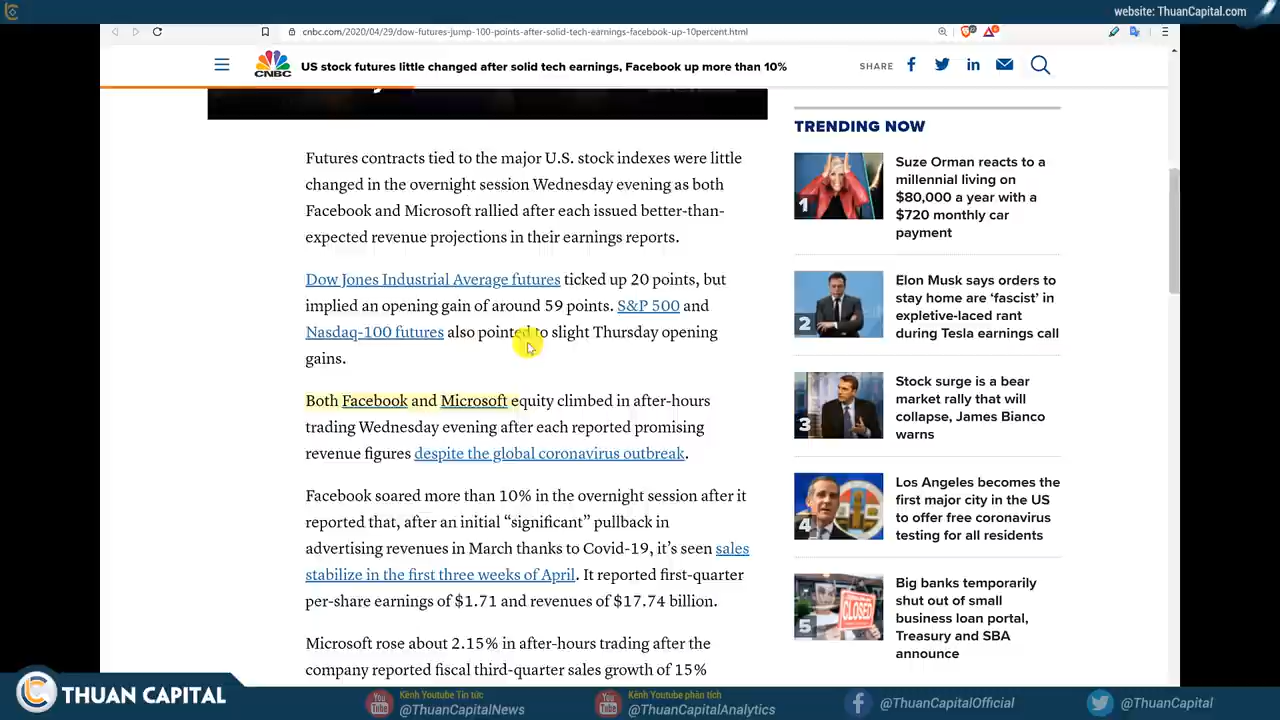 website: ThuanCapital.com
cnbc.com/2020/04/29/dow-futures-jump-100-points-after-solid-tech-earnings-facebook-up-10percent.html
CNBC
US stock futures little changed after solid tech earnings, Facebook up more than 10%
SHARE
Futures contracts tied to the major U.S. stock indexes were little
changed in the overnight session Wednesday evening as both
Facebook and Microsoft rallied after each issued better-than-
expected revenue projections in their earnings reports.
Dow Jones Industrial Average futures ticked up 20 points, but
implied an opening gain of around 59 points. S&P 500 and
Nasdaq-100 futures also pointed to slight Thursday opening
gains.
Both Facebook and Microsoft equity climbed in after-hours
trading Wednesday evening after each reported promising
revenue figures despite the global coronavirus outbreak.
Facebook soared more than 10% in the overnight session after it
reported that, after an initial “significant” pullback in
advertising revenues in March thanks to Covid-19, it’s seen sales
stabilize in the first three weeks of April. It reported first-quarter
per-share earnings of $1.71 and revenues of $17.74 billion.
Microsoft rose about 2.15% in after-hours trading after the
company reported fiscal third-quarter sales growth of 15%
TRENDING NOW
1
Suze Orman reacts to a
millennial living on
$80,000 a year with a
$720 monthly car
payment
2
Elon Musk says orders to
stay home are ‘fascist’ in
expletive-laced rant
during Tesla earnings call
3
Stock surge is a bear
market rally that will
collapse, James Bianco
warns
4
Los Angeles becomes the
first major city in the US
to offer free coronavirus
testing for all residents
5
CLOSED
Big banks temporarily
shut out of small
business loan portal,
Treasury and SBA
announce
THUAN CAPITAL
You Tube
Kênh Youtube Tin tức:
@ThuanCapitalNews
You Tube
Kênh Youtube phân tích
@ThuanCapitalAnalytics
@ThuanCapitalOfficial
@ThuanCapital